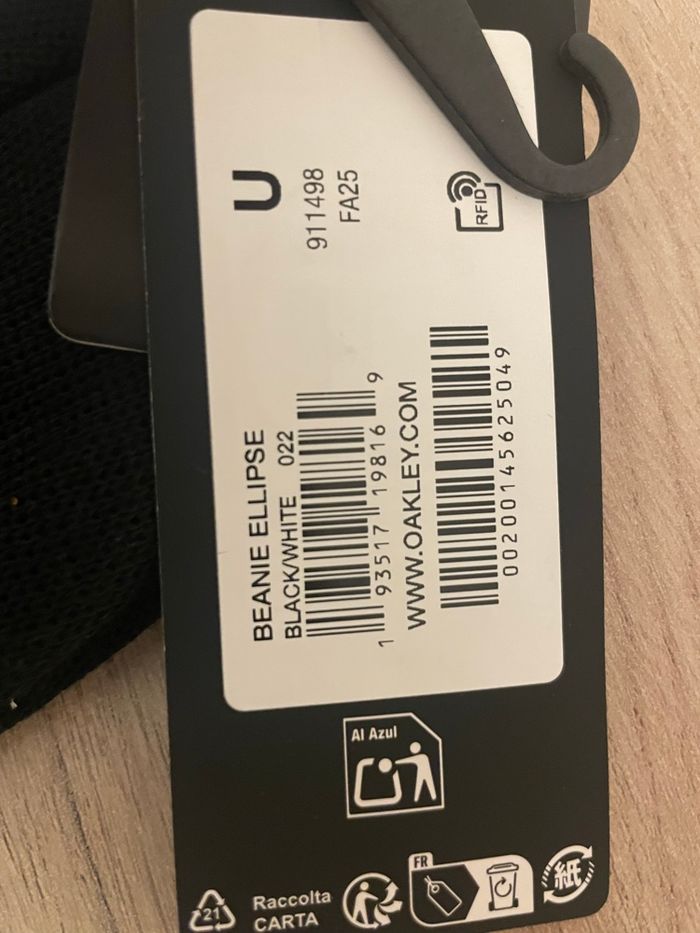 U
911498
FA25
RFID
BEANIE ELLIPSE
BLACK/WHITE 022
1 93517 19816 9
WWW.OAKLEY.COM
00200145625049
Al Azul
21
Raccolta
CARTA
FR
紙